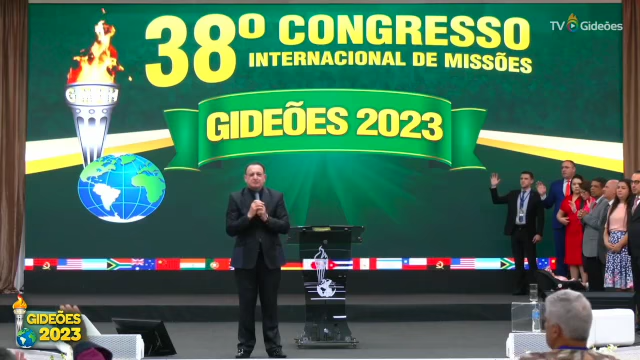 38º CONGRESSO
INTERNACIONAL DE MISSÕES
GIDEÕES 2023
TV Gideões
GIDEÕES
2023